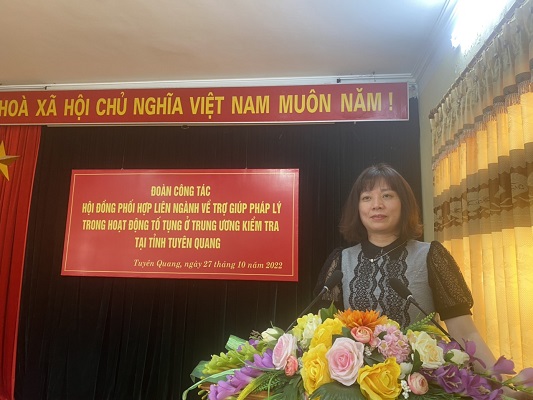 HOÀ XÃ HỘI CHỦ NGHĨA VIỆT NAM MUÔN NĂM !
ĐOÀN CÔNG TÁC
HỘI ĐỒNG PHỐI HỢP LIÊN NGÀNH VỀ TRỢ GIÚP PHÁP LÝ
TRONG HOẠT ĐỘNG TỐ TỤNG Ở TRUNG ƯƠNG KIỂM TRA
TẠI TỈNH TUYÊN QUANG
Tuyên Quang, ngày 27 tháng 10 năm 2022